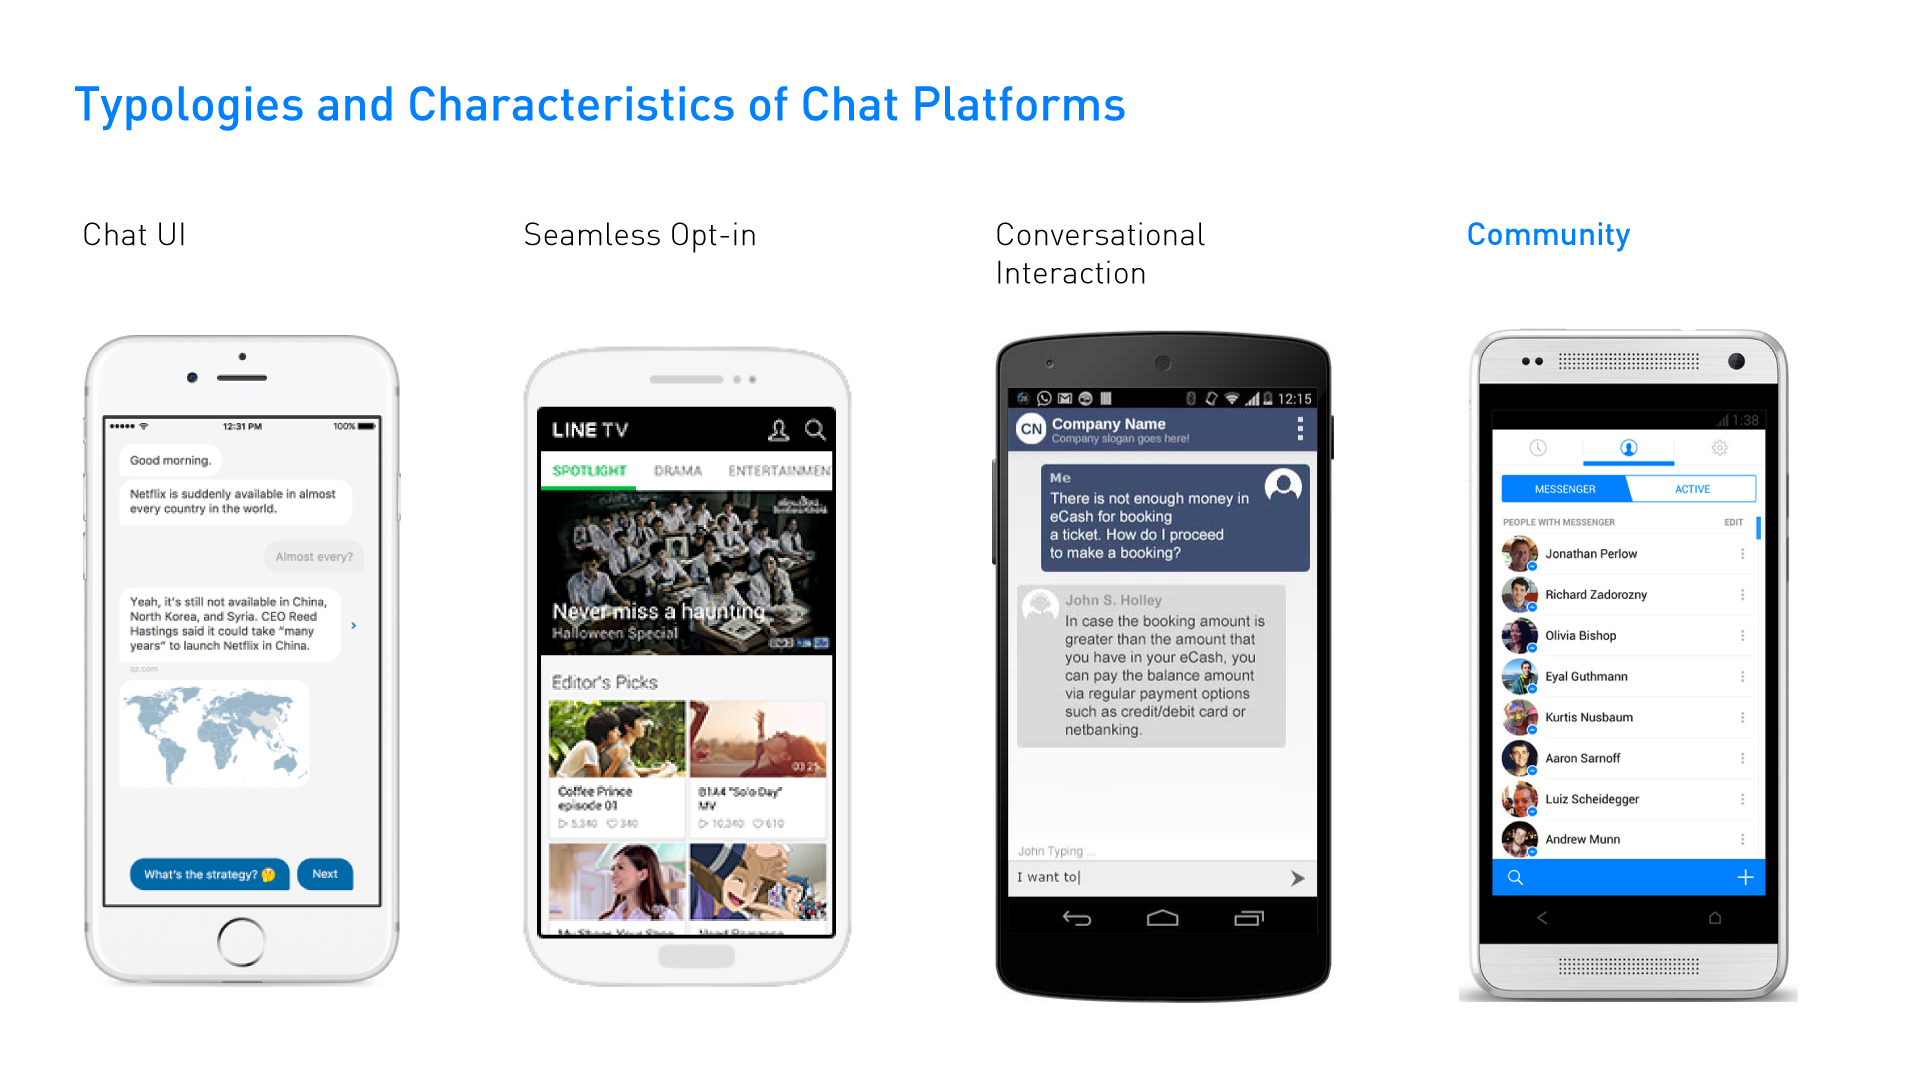 Typologies and Characteristics of Chat Platforms
Chat UI
12:31 PM
100%
Good morning.
Netflix is suddenly available in almost
every country in the world.
Almost every?
Yeah, it's still not available in China,
North Korea, and Syria. CEO Reed
Hastings said it could take "many
years" to launch Netflix in China.
qz.com
What's the strategy? 🤔
Next
Seamless Opt-in
LINE TV
SPOTLIGHT DRAMA ENTERTAINMEN
Never miss a haunting
Halloween Special
Editor's Picks
Coffee Prince
episode 01
5,340 340
03:25
B1A4 "Solo Day"
MV
10,240 610
Conversational
Interaction
12:15
CN
Company Name
Company slogan goes here!
Me
There is not enough money in
eCash for booking
a ticket. How do I proceed
to make a booking?
John S. Holley
In case the booking amount is
greater than the amount that
you have in your eCash, you
can pay the balance amount
via regular payment options
such as credit/debit card or
netbanking.
John Typing ...
I want to
Community
1:38
MESSENGER ACTIVE
PEOPLE WITH MESSENGER EDIT
Jonathan Perlow
Richard Zadorozny
Olivia Bishop
Eyal Guthmann
Kurtis Nusbaum
Aaron Sarnoff
Luiz Scheidegger
Andrew Munn